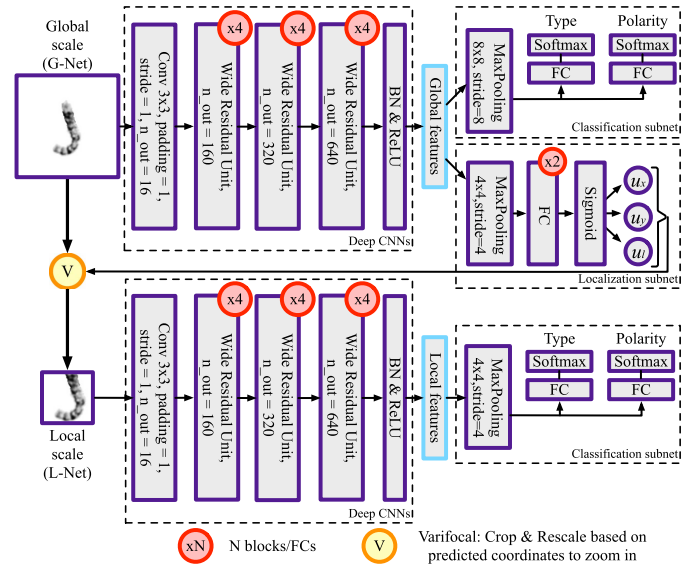 Global
scale
(G-Net)
Conv 3x3, padding = 1,
stride = 1, n_out = 16
x4
Wide Residual Unit,
n_out = 160
x4
Wide Residual Unit,
n_out = 320
x4
Wide Residual Unit,
n_out = 640
BN & ReLU
Deep CNNs
Global features
MaxPooling
8x8, stride=8
Type
Softmax
FC
Polarity
Softmax
FC
Classification subnet
MaxPooling
4x4,stride=4
x2
FC
Sigmoid
ux
uy
ul
Localization subnet
V
Local
scale
(L-Net)
Conv 3x3, padding = 1,
stride = 1, n_out = 16
x4
Wide Residual Unit,
n_out = 160
x4
Wide Residual Unit,
n_out = 320
x4
Wide Residual Unit,
n_out = 640
BN & ReLU
Deep CNNs
Local features
MaxPooling
4x4,stride=4
Type
Softmax
FC
Polarity
Softmax
FC
Classification subnet
xN
N blocks/FCs
V
Varifocal: Crop & Rescale based on
predicted coordinates to zoom in